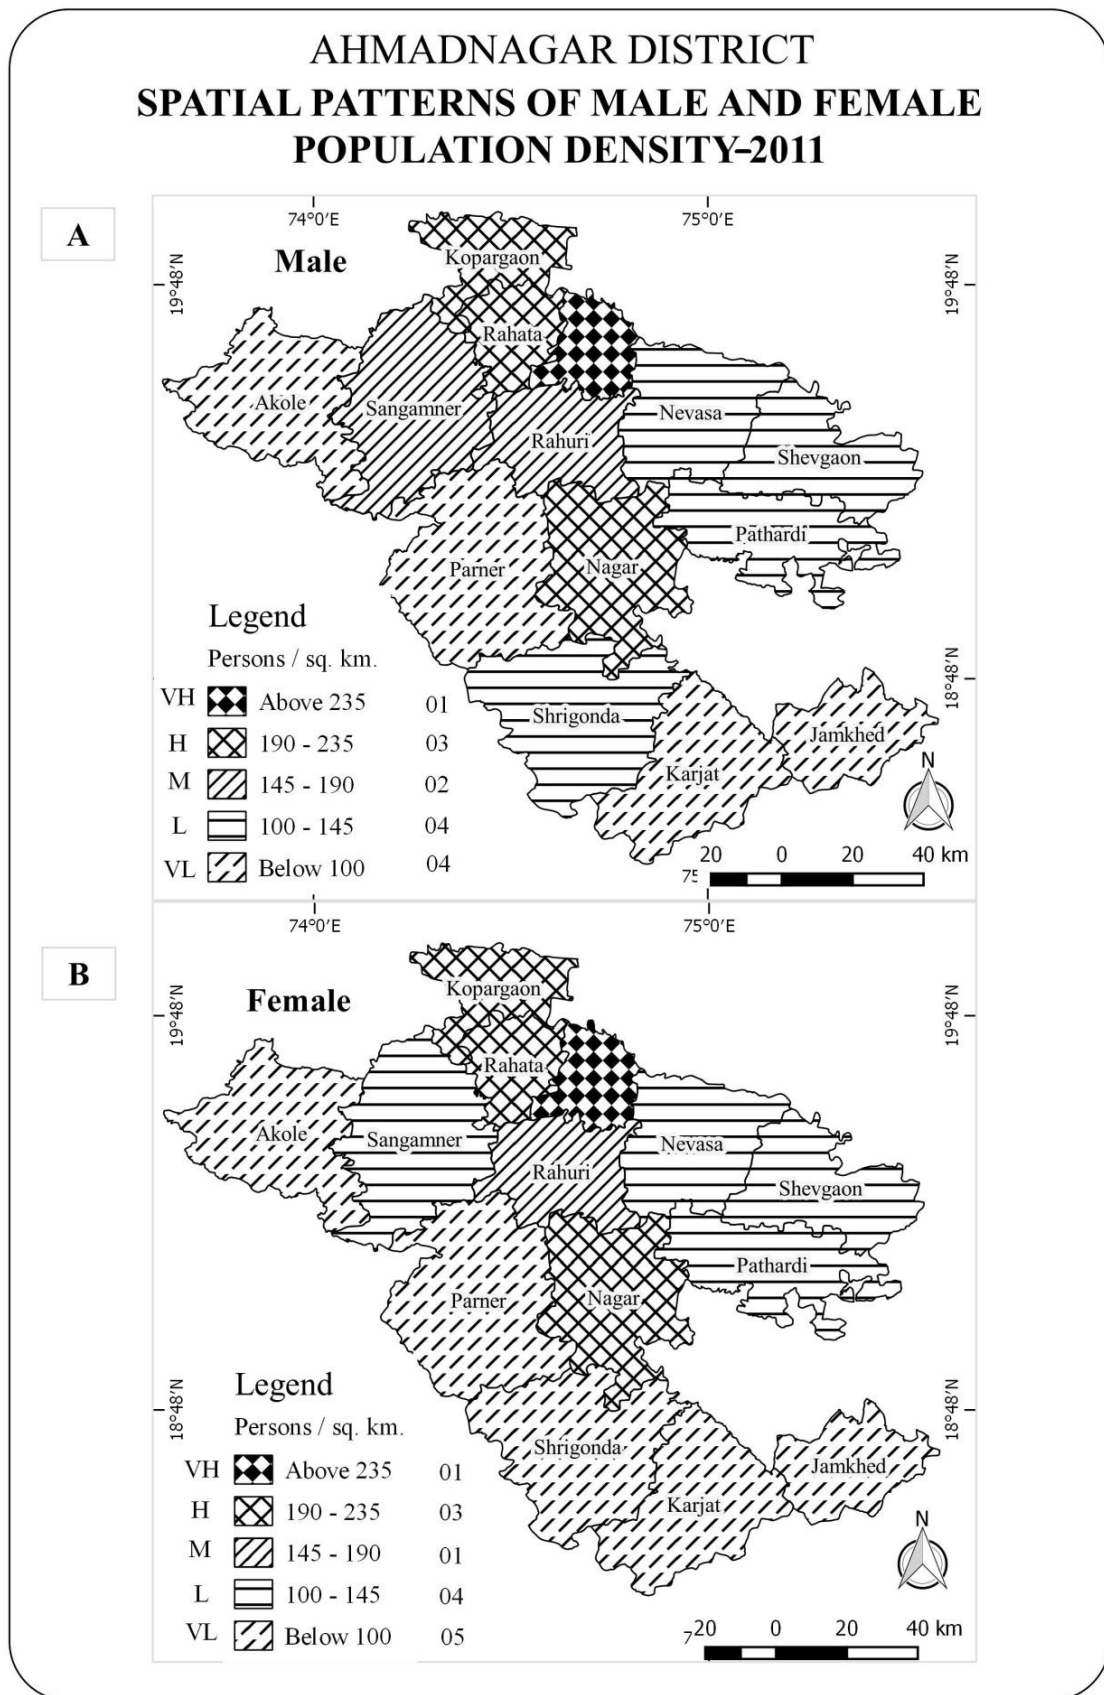 AHMADNAGAR DISTRICT
SPATIAL PATTERNS OF MALE AND FEMALE
POPULATION DENSITY–2011
A
74°0'E 75°0'E
Male
19°48'N
19°48'N
Kopargaon
Rahata
Akole
Sangamner
Nevasa
Rahuri
Shevgaon
Pathardi
Parner
Nagar
Legend
Persons / sq. km.
18°48'N
18°48'N
VH Above 235 01
H 190 - 235 03
M 145 - 190 02
L 100 - 145 04
VL Below 100 04
Shrigonda
Jamkhed
Karjat
N
20 0 20 40 km
75
74°0'E 75°0'E
B
Female
19°48'N
19°48'N
Kopargaon
Rahata
Akole
Sangamner
Nevasa
Rahuri
Shevgaon
Pathardi
Parner
Nagar
Legend
Persons / sq. km.
18°48'N
18°48'N
VH Above 235 01
H 190 - 235 03
M 145 - 190 01
L 100 - 145 04
VL Below 100 05
Shrigonda
Jamkhed
Karjat
N
7
20 0 20 40 km